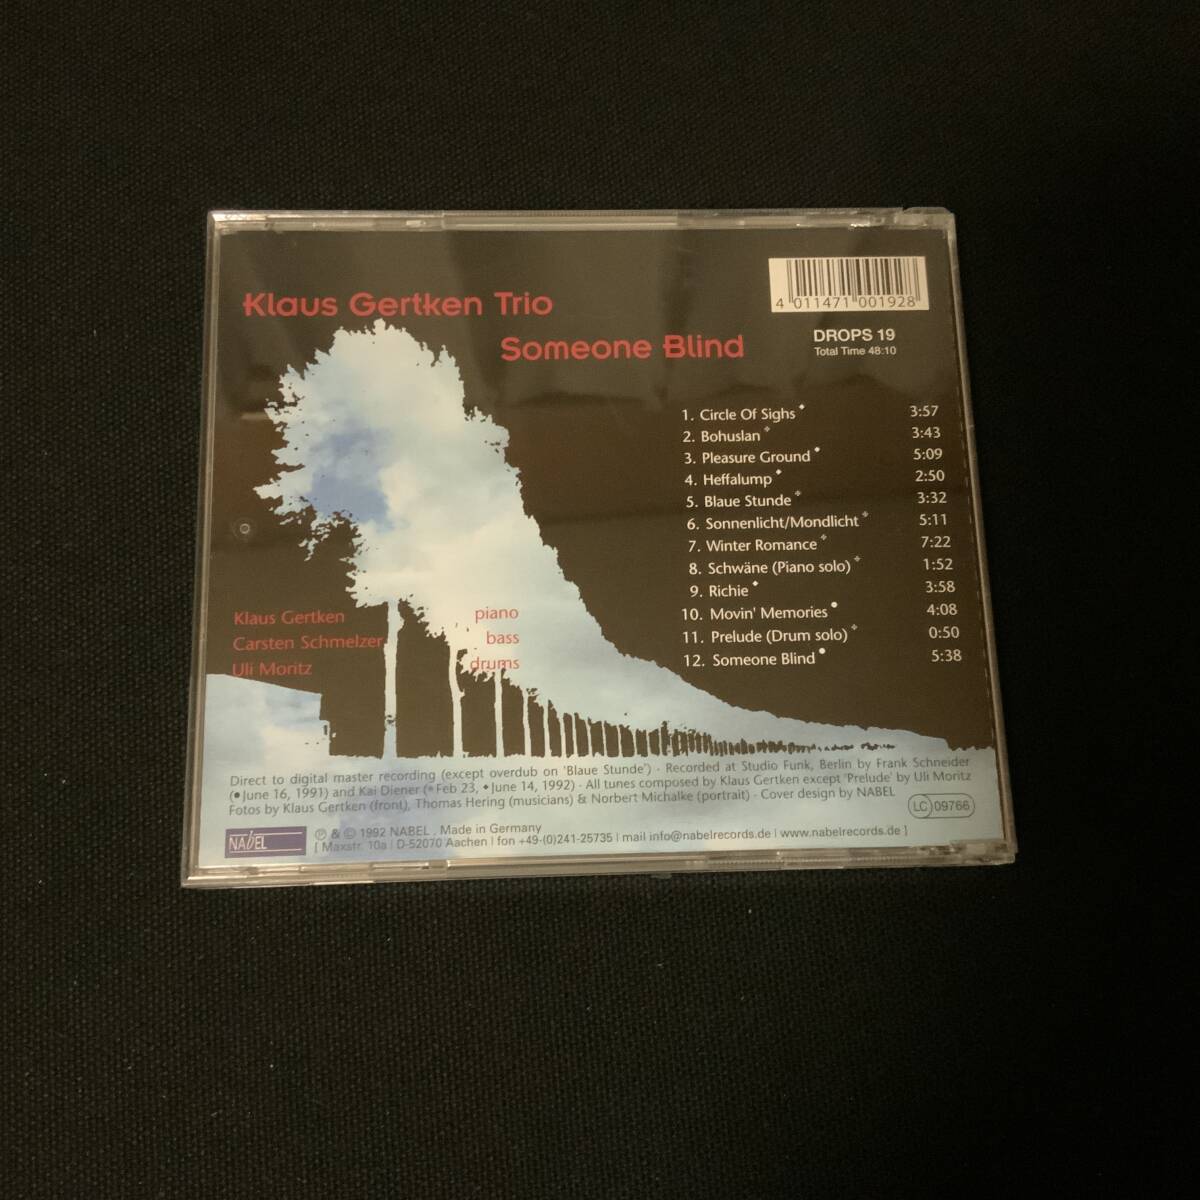 Klaus Gertken Trio
Someone Blind
4 011471 001928
DROPS 19
Total Time 48:10
1. Circle Of Sighs◆ 3:57
2. Bohuslan❖ 3:43
3. Pleasure Ground◆ 5:09
4. Heffalump◆ 2:50
5. Blaue Stunde❖ 3:32
6. Sonnenlicht/Mondlicht❖ 5:11
7. Winter Romance❖ 7:22
8. Schwäne (Piano solo)❖ 1:52
9. Richie◆ 3:58
10. Movin' Memories● 4:08
11. Prelude (Drum solo)❖ 0:50
12. Someone Blind● 5:38
Klaus Gertken piano
Carsten Schmelzer bass
Uli Moritz drums
Direct to digital master recording (except overdub on 'Blaue Stunde') · Recorded at Studio Funk, Berlin by Frank Schneider
(●June 16, 1991) and Kai Diener (❖Feb 23, ◆June 14, 1992) · All tunes composed by Klaus Gertken except 'Prelude' by Uli Moritz
Fotos by Klaus Gertken (front), Thomas Hering (musicians) & Norbert Michalke (portrait) · Cover design by NABEL
LC 09766
NAbEL
℗ & © 1992 NABEL . Made in Germany
[ Maxstr. 10a | D-52070 Aachen | fon +49-(0)241-25735 | mail info@nabelrecords.de | www.nabelrecords.de ]